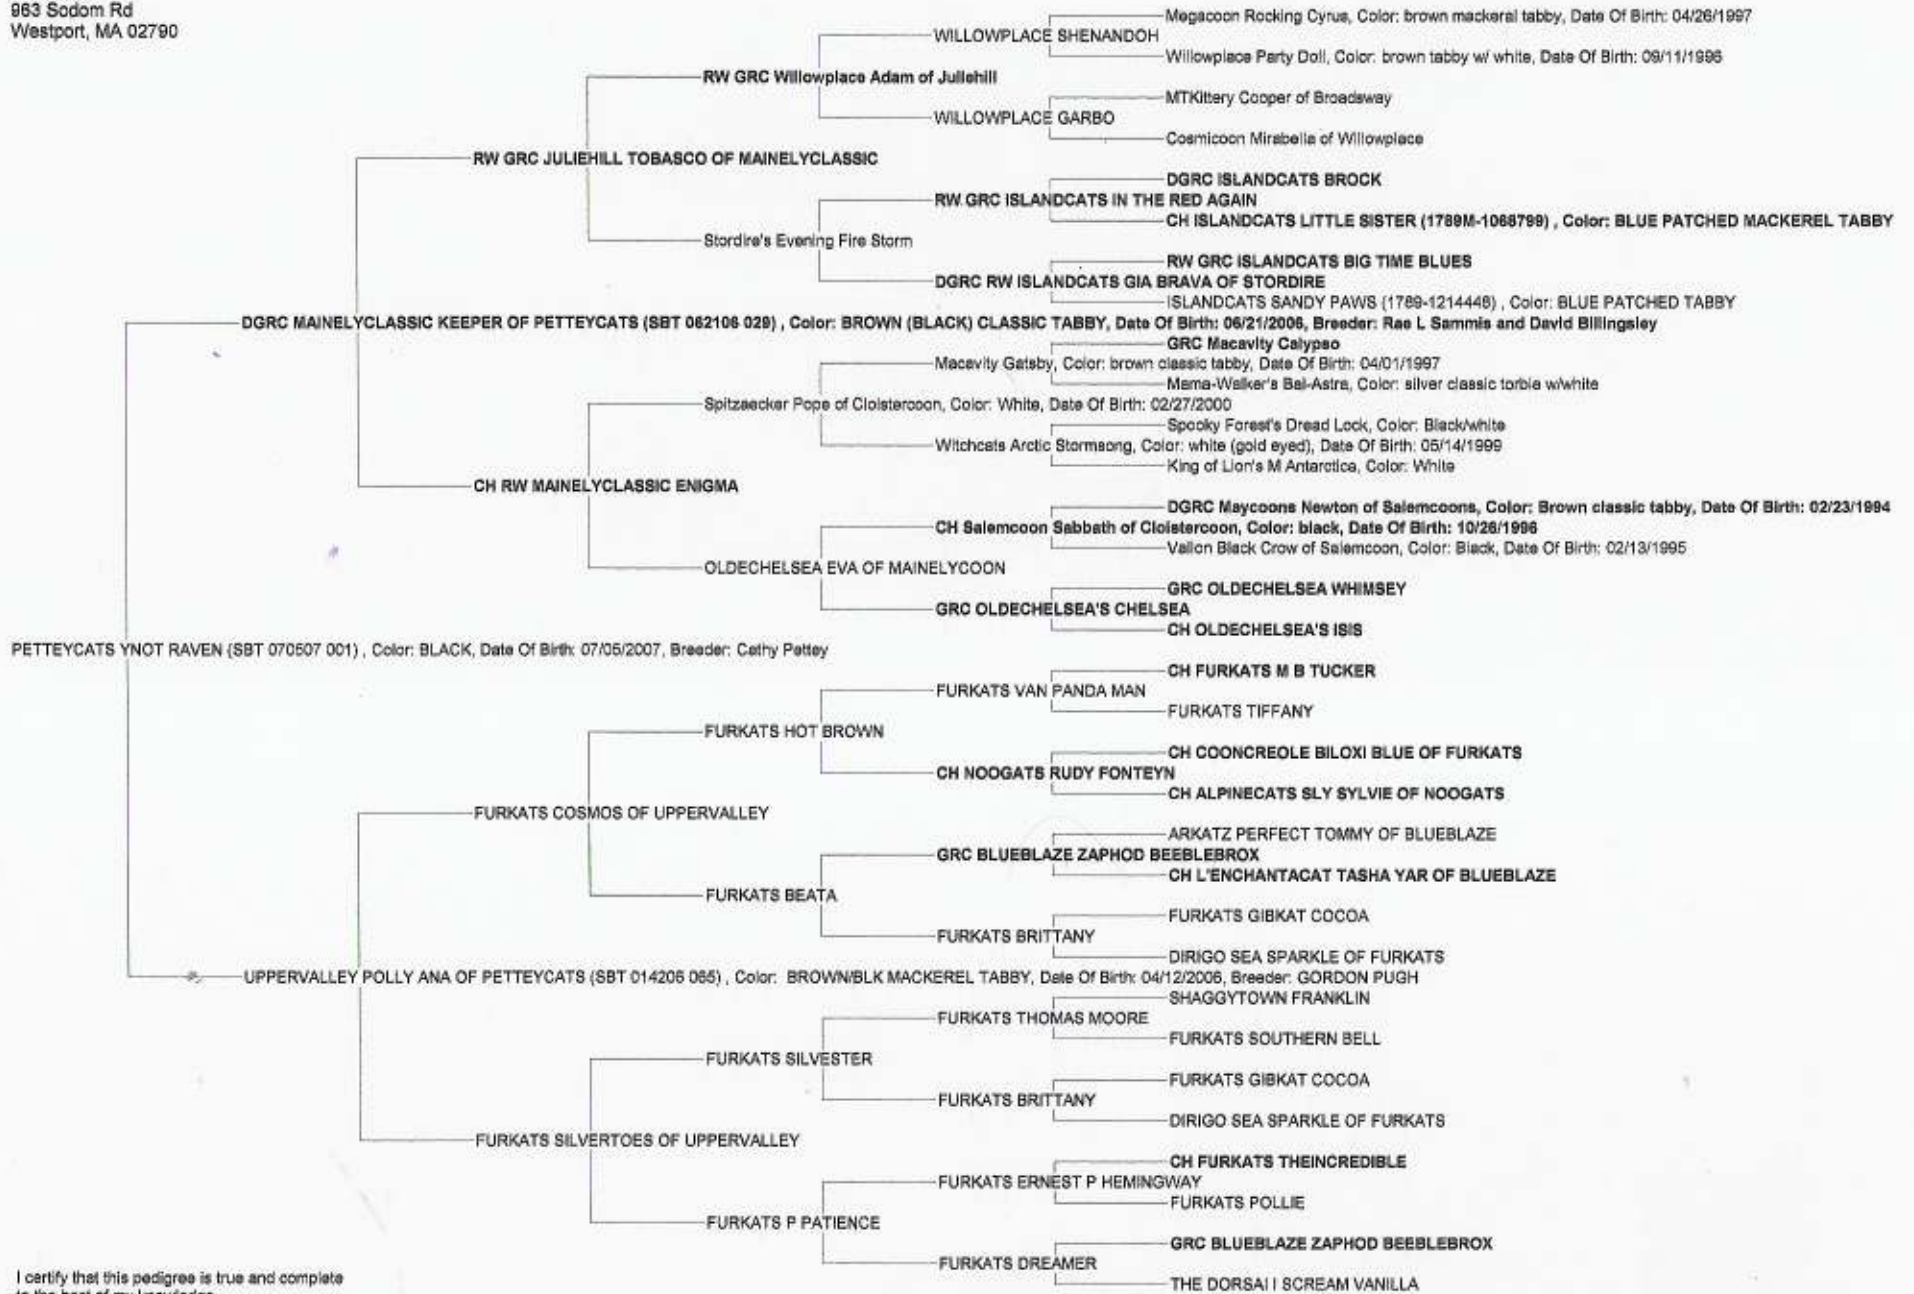 963 Sodom Rd
Westport, MA 02790
Megacoon Rocking Cyrus, Color: brown mackeral tabby, Date Of Birth: 04/26/1997
WILLOWPLACE SHENANDOH
Willowplace Party Doll, Color: brown tabby w/ white, Date Of Birth: 09/11/1996
RW GRC Willowplace Adam of Juliehill
MTKittery Cooper of Broadsway
WILLOWPLACE GARBO
Cosmicoon Mirabella of Willowplace
RW GRC JULIEHILL TOBASCO OF MAINELYCLASSIC
DGRC ISLANDCATS BROCK
RW GRC ISLANDCATS IN THE RED AGAIN
CH ISLANDCATS LITTLE SISTER (1789M-1068799) , Color: BLUE PATCHED MACKEREL TABBY
Stordire's Evening Fire Storm
RW GRC ISLANDCATS BIG TIME BLUES
DGRC RW ISLANDCATS GIA BRAVA OF STORDIRE
ISLANDCATS SANDY PAWS (1789-1214448) , Color: BLUE PATCHED TABBY
DGRC MAINELYCLASSIC KEEPER OF PETTEYCATS (SBT 062106 029) , Color: BROWN (BLACK) CLASSIC TABBY, Date Of Birth: 06/21/2006, Breeder: Rae L Sammis and David Billingsley
GRC Macavity Calypso
Macavity Gatsby, Color: brown classic tabby, Date Of Birth: 04/01/1997
Mama-Walker's Bal-Astra, Color: silver classic torbie w/white
Spitzaecker Pope of Cloistercoon, Color: White, Date Of Birth: 02/27/2000
Spooky Forest's Dread Lock, Color: Black/white
Witchcats Arctic Stormsong, Color: white (gold eyed), Date Of Birth: 05/14/1999
King of Lion's M Antarctica, Color: White
CH RW MAINELYCLASSIC ENIGMA
DGRC Maycoons Newton of Salemcoons, Color: Brown classic tabby, Date Of Birth: 02/23/1994
CH Salemcoon Sabbath of Cloistercoon, Color: black, Date Of Birth: 10/26/1996
Vallon Black Crow of Salemcoon, Color: Black, Date Of Birth: 02/13/1995
OLDECHELSEA EVA OF MAINELYCOON
GRC OLDECHELSEA WHIMSEY
GRC OLDECHELSEA'S CHELSEA
CH OLDECHELSEA'S ISIS
PETTEYCATS YNOT RAVEN (SBT 070507 001) , Color: BLACK, Date Of Birth: 07/05/2007, Breeder: Cathy Pettey
CH FURKATS M B TUCKER
FURKATS VAN PANDA MAN
FURKATS TIFFANY
FURKATS HOT BROWN
CH COONCREOLE BILOXI BLUE OF FURKATS
CH NOOGATS RUDY FONTEYN
CH ALPINECATS SLY SYLVIE OF NOOGATS
FURKATS COSMOS OF UPPERVALLEY
ARKATZ PERFECT TOMMY OF BLUEBLAZE
GRC BLUEBLAZE ZAPHOD BEEBLEBROX
CH L'ENCHANTACAT TASHA YAR OF BLUEBLAZE
FURKATS BEATA
FURKATS GIBKAT COCOA
FURKATS BRITTANY
DIRIGO SEA SPARKLE OF FURKATS
UPPERVALLEY POLLY ANA OF PETTEYCATS (SBT 014206 065) , Color: BROWN/BLK MACKEREL TABBY, Date Of Birth: 04/12/2006, Breeder: GORDON PUGH
SHAGGYTOWN FRANKLIN
FURKATS THOMAS MOORE
FURKATS SOUTHERN BELL
FURKATS SILVESTER
FURKATS GIBKAT COCOA
FURKATS BRITTANY
DIRIGO SEA SPARKLE OF FURKATS
FURKATS SILVERTOES OF UPPERVALLEY
CH FURKATS THEINCREDIBLE
FURKATS ERNEST P HEMINGWAY
FURKATS POLLIE
FURKATS P PATIENCE
GRC BLUEBLAZE ZAPHOD BEEBLEBROX
FURKATS DREAMER
THE DORSAI I SCREAM VANILLA
I certify that this pedigree is true and complete
to the best of my knowledge